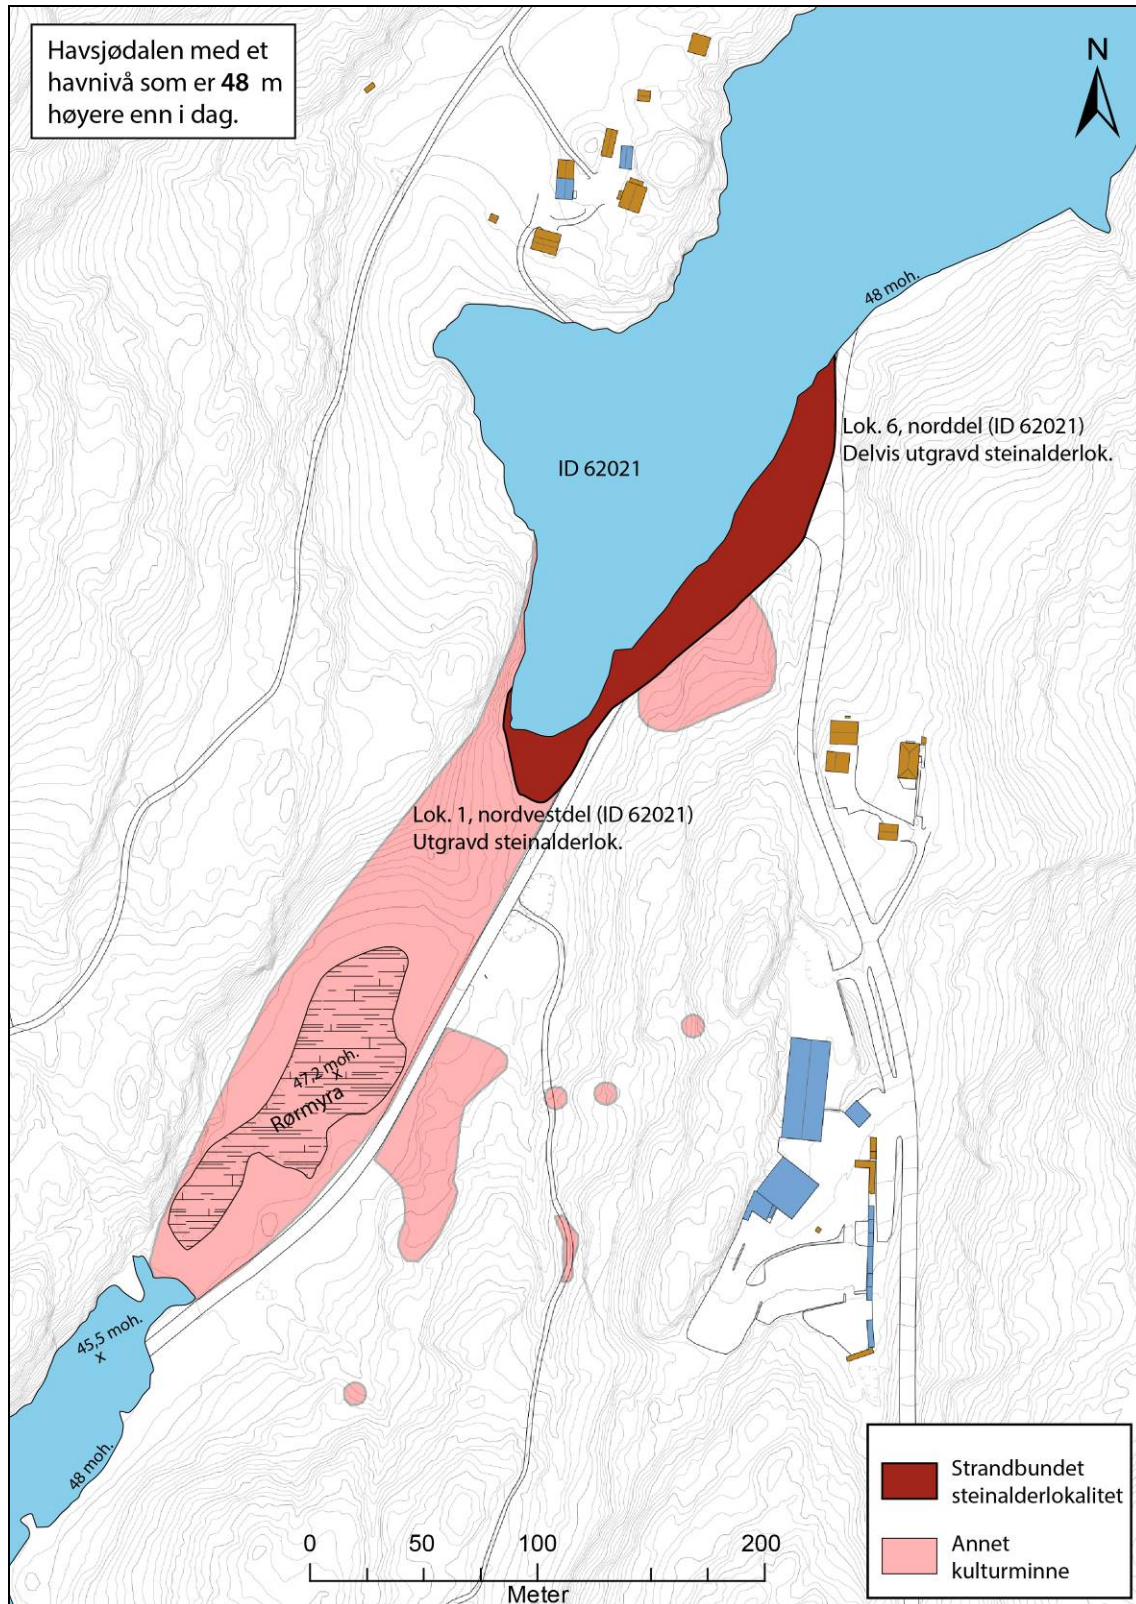 Havsjødalen med et
havnivå som er 48 m
høyere enn i dag.
N
48 moh.
Lok. 6, norddel (ID 62021)
Delvis utgravd steinalderlok.
ID 62021
Lok. 1, nordvestdel (ID 62021)
Utgravd steinalderlok.
47,2 moh.
x
Rørmyra
45,5 moh.
x
48 moh.
Strandbundet
steinalderlokalitet
Annet
kulturminne
0 50 100 200
Meter